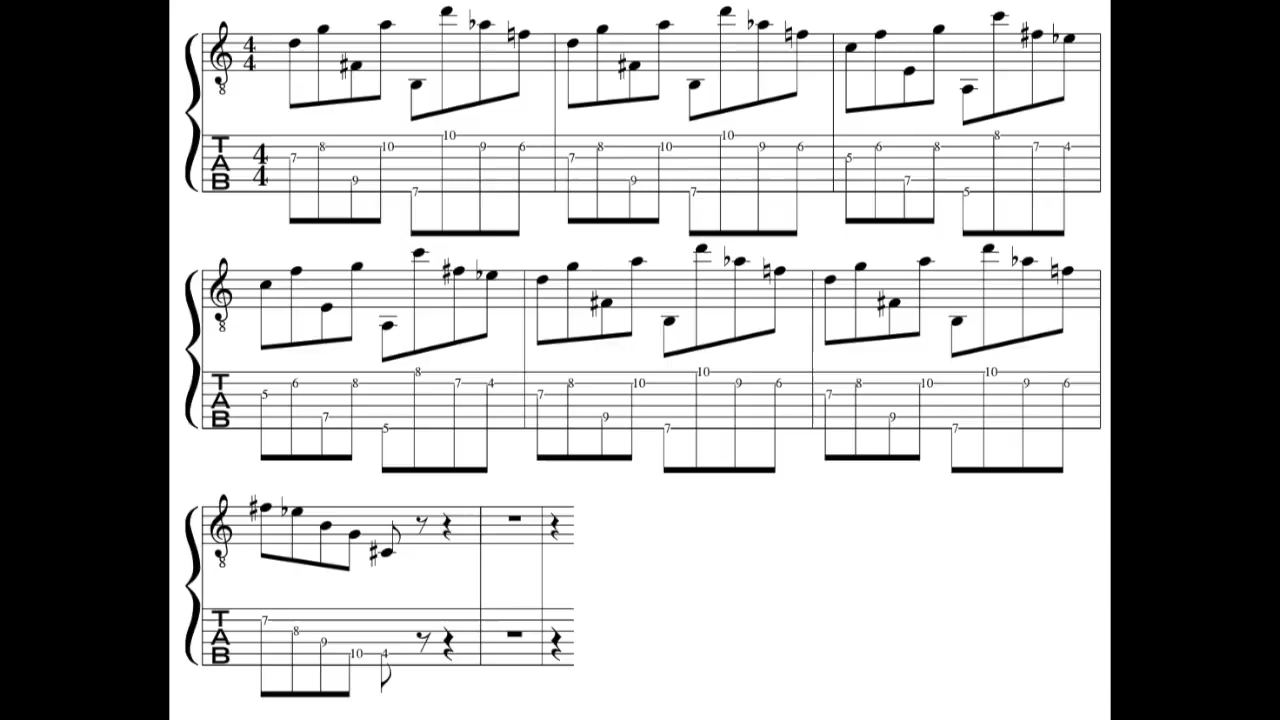 4 4
8
10
10 8 10 9 6 8 10 10 9 6 6 8 8 7 4
T A B 4 4 7 9 7 7 9 7 5 7 5
8
8 10 10
T A B 5 6 7 8 5 7 4 7 8 9 10 7 9 6 7 8 9 10 7 9 6
8
T A B 7 8 9 10 4